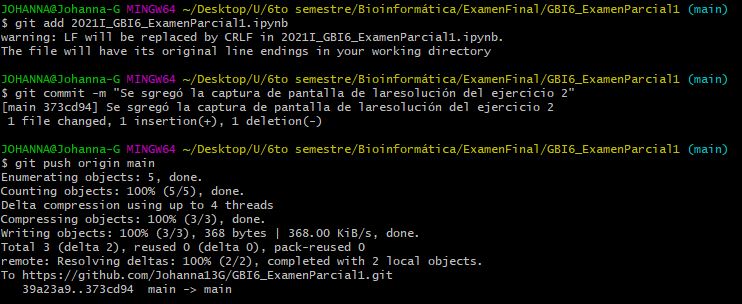 JOHANNA@Johanna-G MINGW64 ~/Desktop/U/6to semestre/Bioinformática/ExamenFinal/GBI6_ExamenParcial1 (main)
$ git add 2021I_GBI6_ExamenParcial1.ipynb
warning: LF will be replaced by CRLF in 2021I_GBI6_ExamenParcial1.ipynb.
The file will have its original line endings in your working directory
JOHANNA@Johanna-G MINGW64 ~/Desktop/U/6to semestre/Bioinformática/ExamenFinal/GBI6_ExamenParcial1 (main)
$ git commit -m "Se sgregó la captura de pantalla de laresolución del ejercicio 2"
[main 373cd94] Se sgregó la captura de pantalla de laresolución del ejercicio 2
1 file changed, 1 insertion(+), 1 deletion(-)
JOHANNA@Johanna-G MINGW64 ~/Desktop/U/6to semestre/Bioinformática/ExamenFinal/GBI6_ExamenParcial1 (main)
$ git push origin main
Enumerating objects: 5, done.
Counting objects: 100% (5/5), done.
Delta compression using up to 4 threads
Compressing objects: 100% (3/3), done.
Writing objects: 100% (3/3), 368 bytes | 368.00 KiB/s, done.
Total 3 (delta 2), reused 0 (delta 0), pack-reused 0
remote: Resolving deltas: 100% (2/2), completed with 2 local objects.
To https://github.com/Johanna13G/GBI6_ExamenParcial1.git
39a23a9..373cd94  main -> main